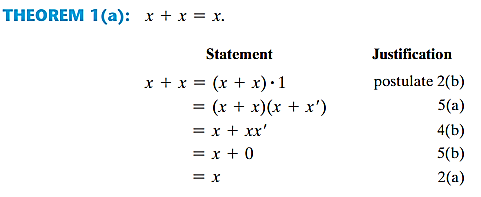 THEOREM 1(a): x + x = x.
Statement Justification
x + x = (x + x) · 1 postulate 2(b)
= (x + x)(x + x′) 5(a)
= x + xx′ 4(b)
= x + 0 5(b)
= x 2(a)